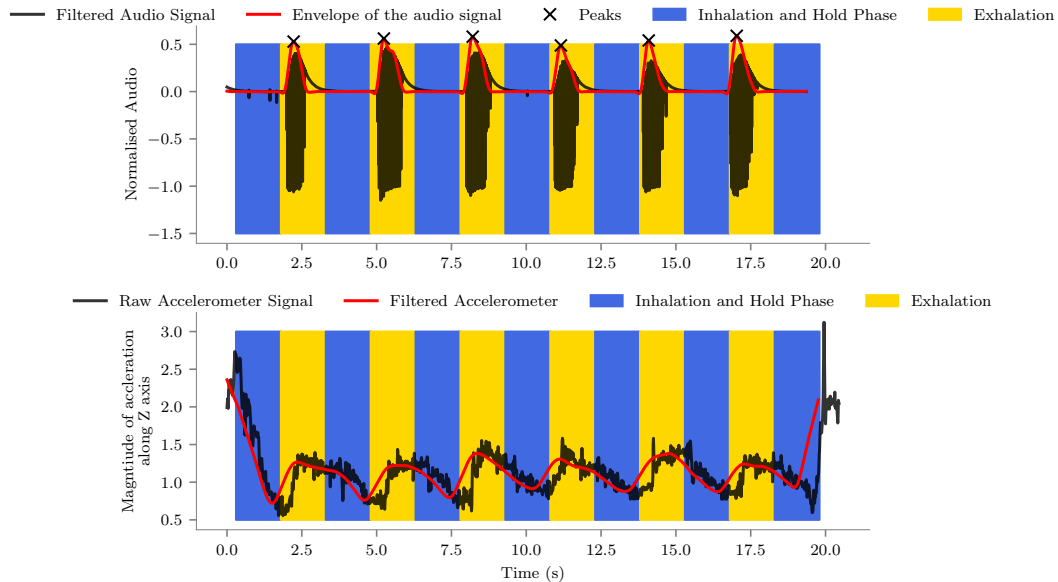 Filtered Audio Signal Envelope of the audio signal Peaks Inhalation and Hold Phase Exhalation
0.5
0.0
−0.5
−1.0
−1.5
Normalised Audio
0.0 2.5 5.0 7.5 10.0 12.5 15.0 17.5 20.0
Raw Accelerometer Signal Filtered Accelerometer Inhalation and Hold Phase Exhalation
3.0
2.5
2.0
1.5
1.0
0.5
Magnitiude of accleration
along Z axis
0.0 2.5 5.0 7.5 10.0 12.5 15.0 17.5 20.0
Time (s)